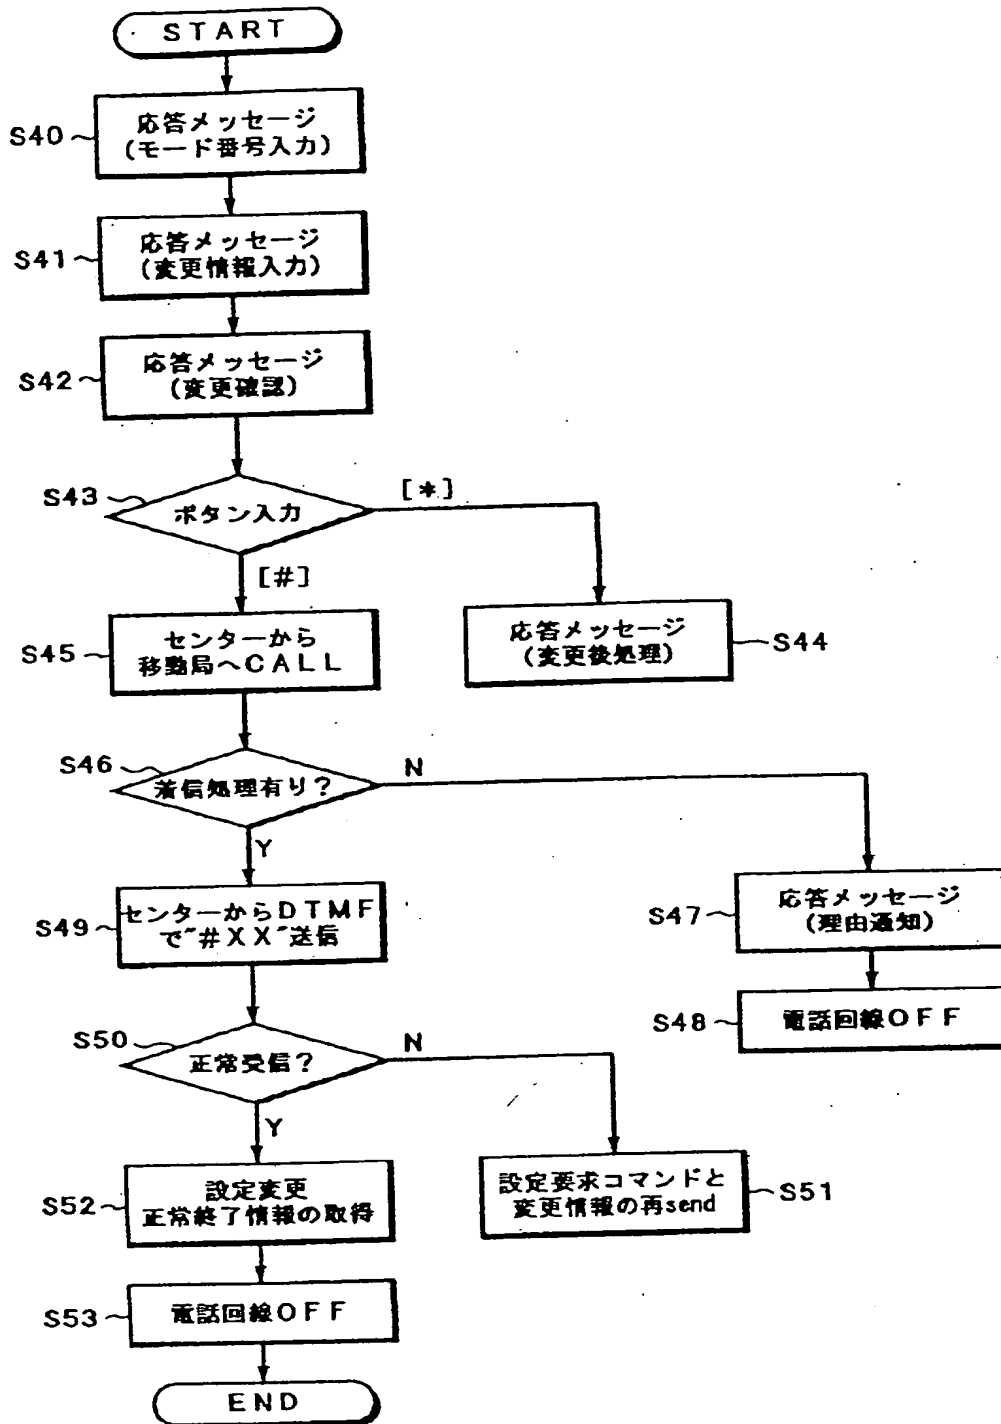 START
S40
応答メッセージ
(モード番号入力)
S41
応答メッセージ
(変更情報入力)
S42
応答メッセージ
(変更確認)
S43
ボタン入力
[*]
[#]
S44
応答メッセージ
(変更後処理)
S45
センターから
移動局へCALL
S46
着信処理有り?
N
Y
S47
応答メッセージ
(理由通知)
S48
電話回線OFF
S49
センターからDTMF
で"#XX"送信
S50
正常受信?
N
Y
S51
設定要求コマンドと
変更情報の再send
S52
設定変更
正常終了情報の取得
S53
電話回線OFF
END